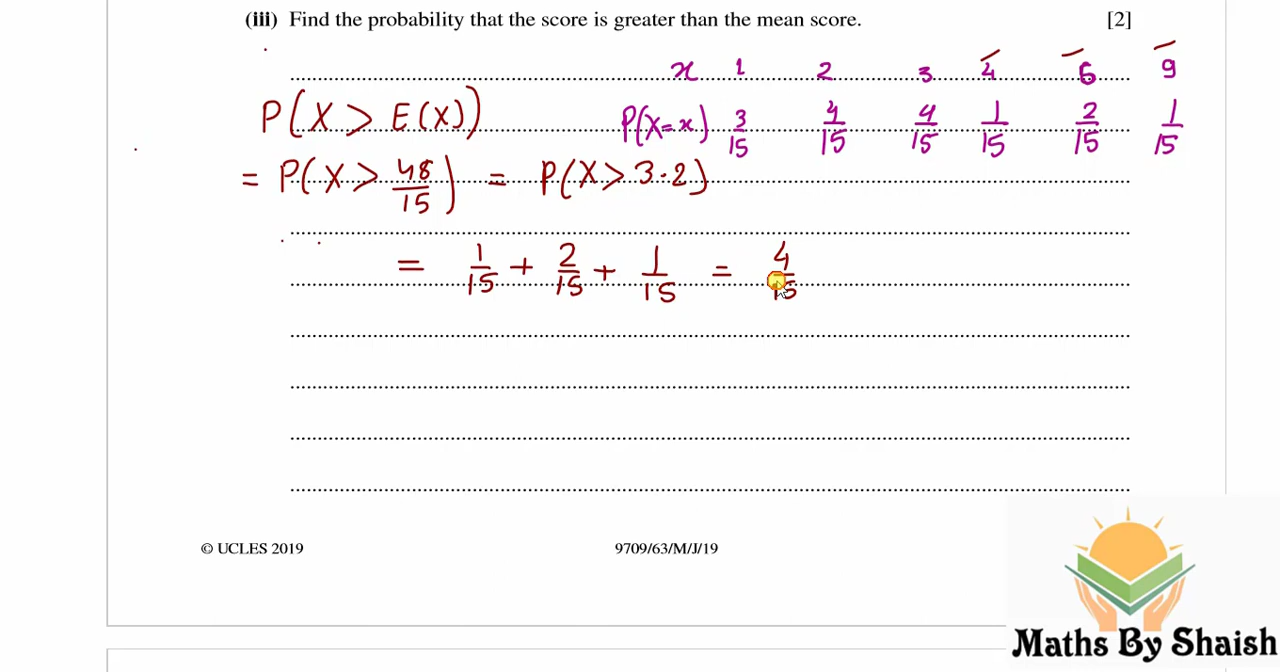 (iii) Find the probability that the score is greater than the mean score. [2]
x 1 2 3 4 6 9
P(X > E(X)) P(X=x) 3/15 4/15 4/15 1/15 2/15 1/15
= P(X > 48/15) = P(X > 3.2)
= 1/15 + 2/15 + 1/15 = 4/15
© UCLES 2019 9709/63/M/J/19
Maths By Shaish